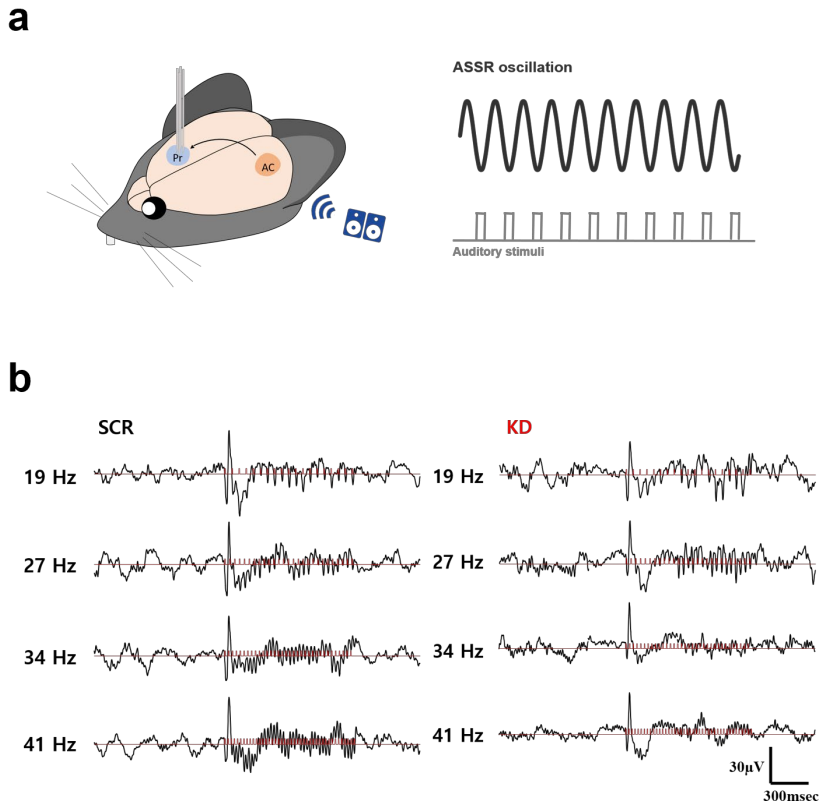 a
ASSR oscillation
Pr
AC
Auditory stimuli
b
SCR
KD
19 Hz
19 Hz
27 Hz
27 Hz
34 Hz
34 Hz
41 Hz
41 Hz
30μV
300msec